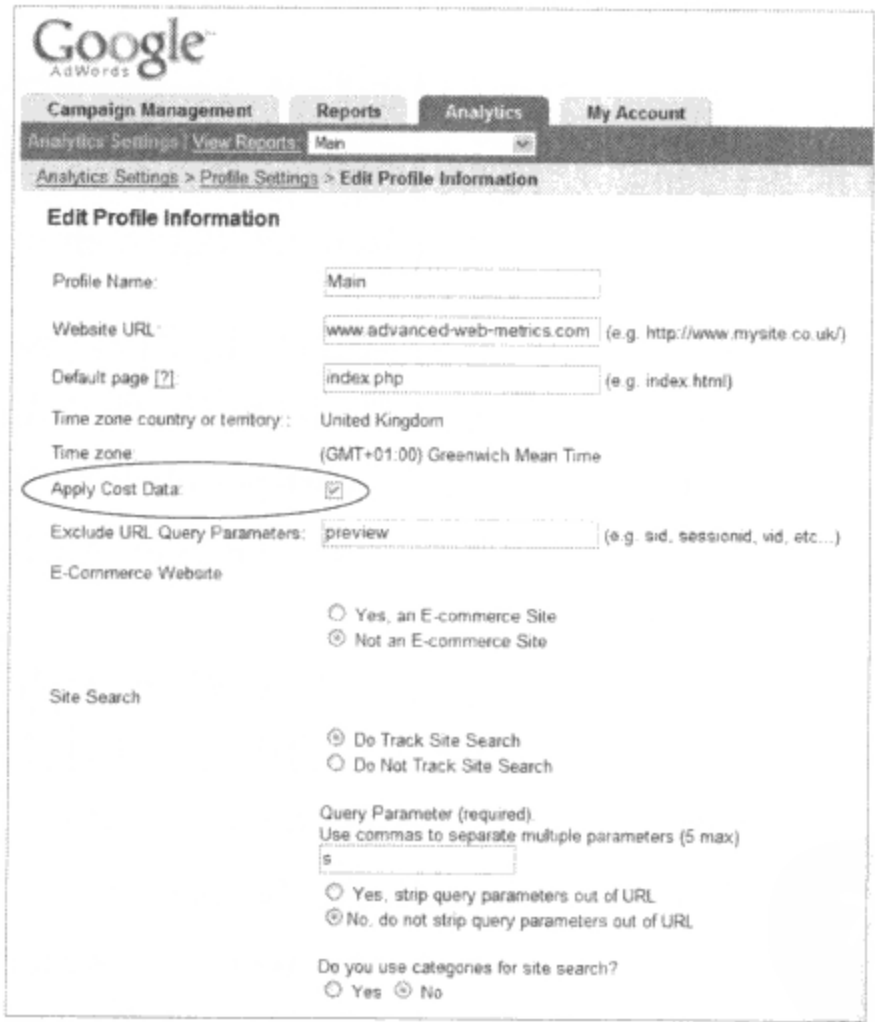 Google
AdWords
Campaign Management Reports Analytics My Account
Analytics Settings | View Reports: Main
Analytics Settings > Profile Settings > Edit Profile Information
Edit Profile Information
Profile Name: Main
Website URL: www.advanced-web-metrics.com (e.g. http://www.mysite.co.uk/)
Default page [?]: index.php (e.g. index.html)
Time zone country or territory:: United Kingdom
Time zone: (GMT+01:00) Greenwich Mean Time
Apply Cost Data:
Exclude URL Query Parameters: preview (e.g. sid, sessionid, vid, etc...)
E-Commerce Website
Yes, an E-commerce Site
Not an E-commerce Site
Site Search
Do Track Site Search
Do Not Track Site Search
Query Parameter (required).
Use commas to separate multiple parameters (5 max)
s
Yes, strip query parameters out of URL
No, do not strip query parameters out of URL
Do you use categories for site search?
Yes No